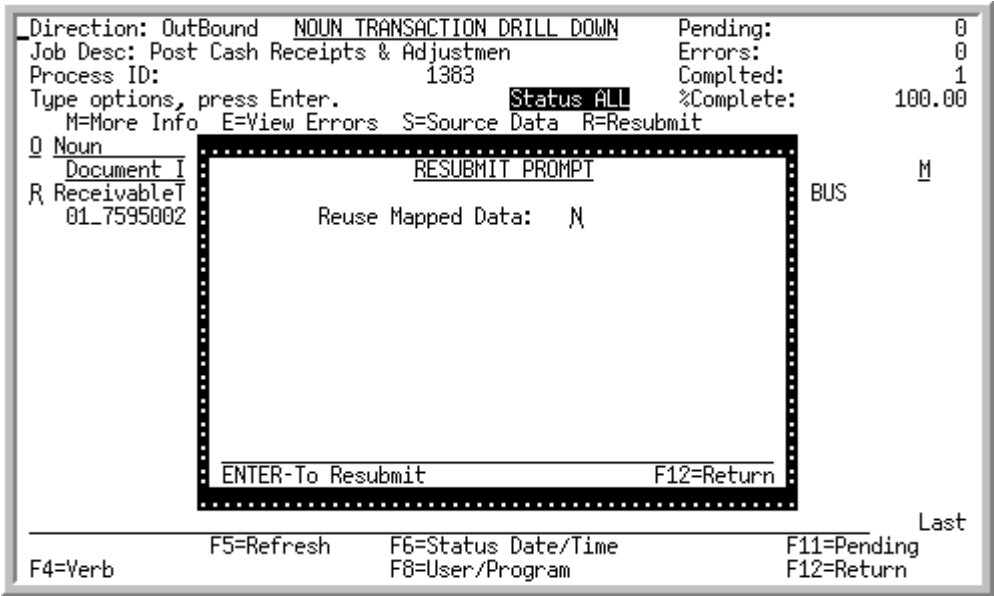 Direction: OutBound NOUN TRANSACTION DRILL DOWN Pending: 0
Job Desc: Post Cash Receipts & Adjustmen Errors: 0
Process ID: 1383 Complted: 1
Type options, press Enter. Status ALL %Complete: 100.00
M=More Info E=View Errors S=Source Data R=Resubmit
O Noun
Document I RESUBMIT PROMPT M
R ReceivableT BUS
01_7595002 Reuse Mapped Data: N
ENTER-To Resubmit F12=Return
Last
F5=Refresh F6=Status Date/Time F11=Pending
F4=Verb F8=User/Program F12=Return